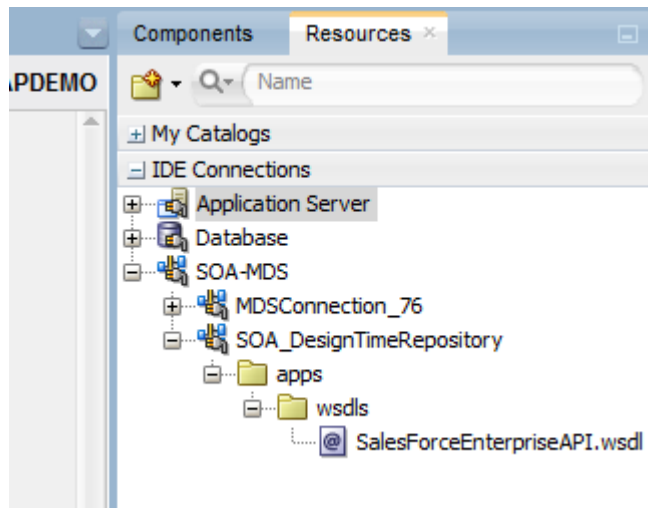 Components Resources
APDEMO
Name
My Catalogs
IDE Connections
Application Server
Database
SOA-MDS
MDSConnection_76
SOA_DesignTimeRepository
apps
wsdls
SalesForceEnterpriseAPI.wsdl